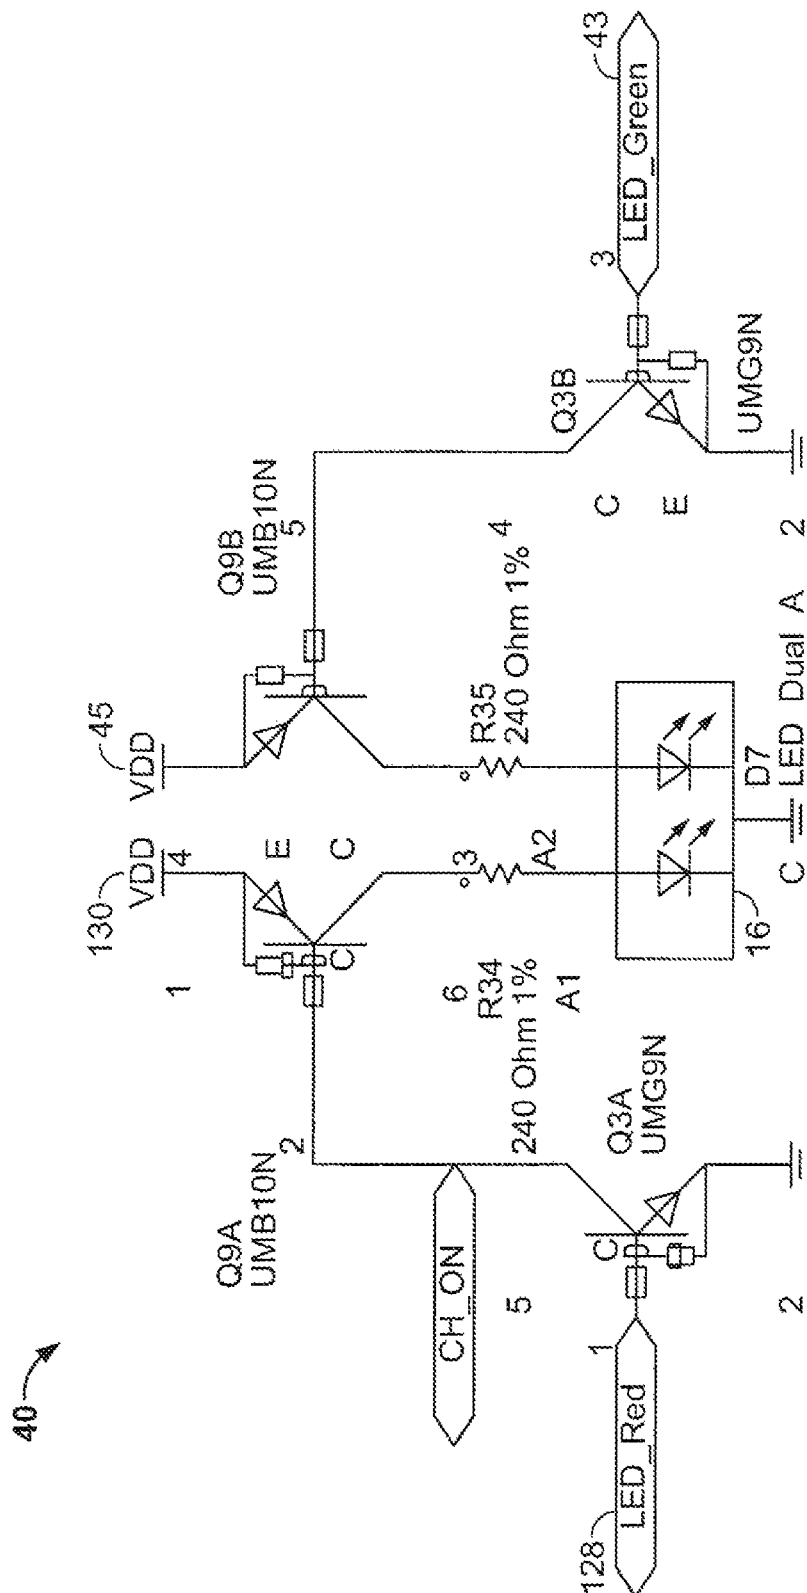 40
130
VDD
4
45
VDD
1
E
C
Q9A
UMB10N
2
C
Q9B
UMB10N
5
CH_ON
6
R34
240 Ohm 1%
A1
3
A2
R35
240 Ohm 1%
4
5
128
LED_Red
1
C
Q3A
UMG9N
2
16
D7
LED Dual A
C
C
E
2
Q3B
UMG9N
3
LED_Green
43